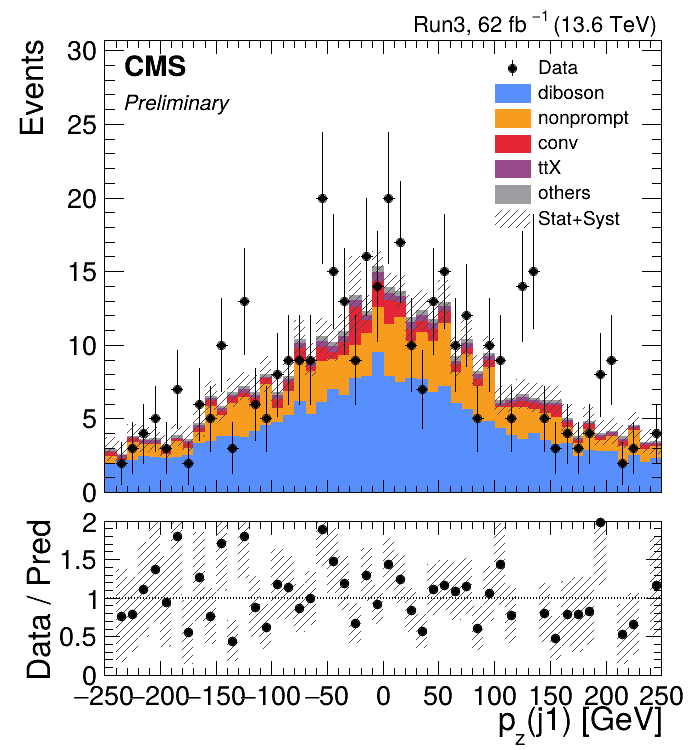 Run3, 62 fb⁻¹ (13.6 TeV)
Events
30
25
20
15
10
5
0
CMS
Preliminary
Data
diboson
nonprompt
conv
ttX
others
Stat+Syst
Data / Pred
2
1.5
1
0.5
0
−250 −200 −150 −100 −50 0 50 100 150 200 250
p_z(j1) [GeV]